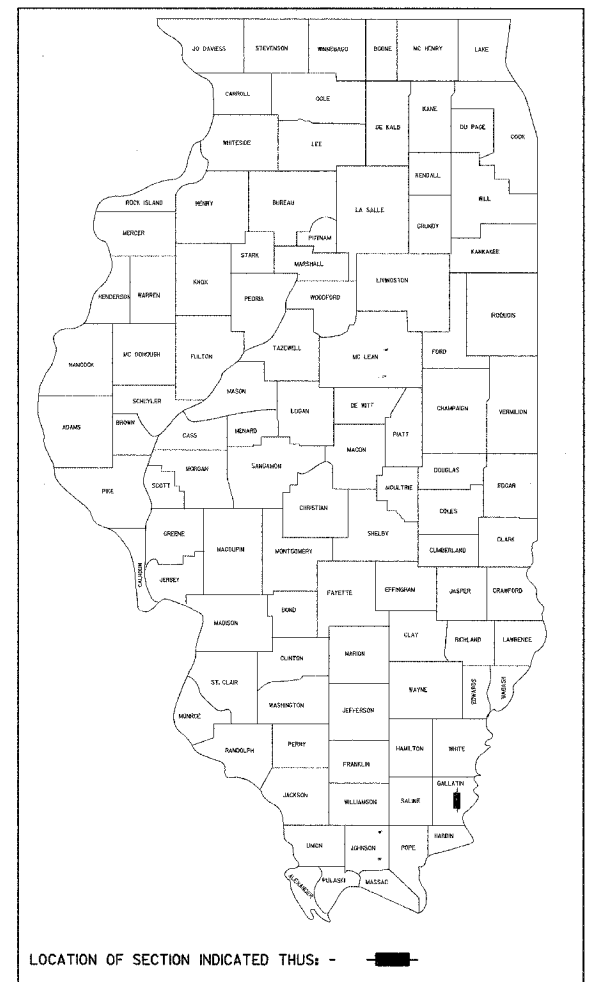 JO DAVIESS STEVENSON WINNEBAGO BOONE MC HENRY LAKE
CARROLL OGLE DE KALB KANE DU PAGE COOK
WHITESIDE LEE
KENDALL WILL
ROCK ISLAND HENRY BUREAU LA SALLE GRUNDY
MERCER PUTNAM KANKAKEE
STARK MARSHALL
HENDERSON WARREN KNOX PEORIA WOODFORD LIVINGSTON IROQUOIS
HANCOCK MC DONOUGH FULTON TAZEWELL MC LEAN FORD
SCHUYLER MASON LOGAN DE WITT CHAMPAIGN VERMILION
ADAMS BROWN CASS MENARD MACON PIATT
PIKE SCOTT MORGAN SANGAMON MOULTRIE DOUGLAS EDGAR
CHRISTIAN COLES
GREENE MACOUPIN MONTGOMERY SHELBY CUMBERLAND CLARK
CALHOUN JERSEY FAYETTE EFFINGHAM JASPER CRAWFORD
MADISON BOND CLAY RICHLAND LAWRENCE
CLINTON MARION
ST. CLAIR WAYNE EDWARDS WABASH
MONROE WASHINGTON JEFFERSON
RANDOLPH PERRY HAMILTON WHITE
FRANKLIN GALLATIN
JACKSON WILLIAMSON SALINE
HARDIN
UNION JOHNSON POPE
ALEXANDER PULASKI MASSAC
LOCATION OF SECTION INDICATED THUS: -